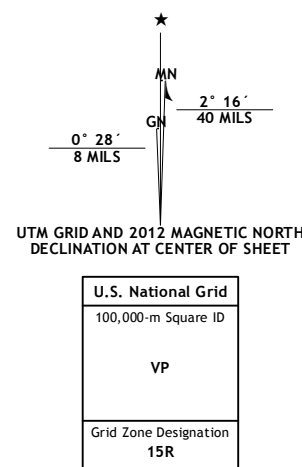 MN
2° 16´
40 MILS
GN
0° 28´
8 MILS
UTM GRID AND 2012 MAGNETIC NORTH
DECLINATION AT CENTER OF SHEET
U.S. National Grid
100,000-m Square ID
VP
Grid Zone Designation
15R